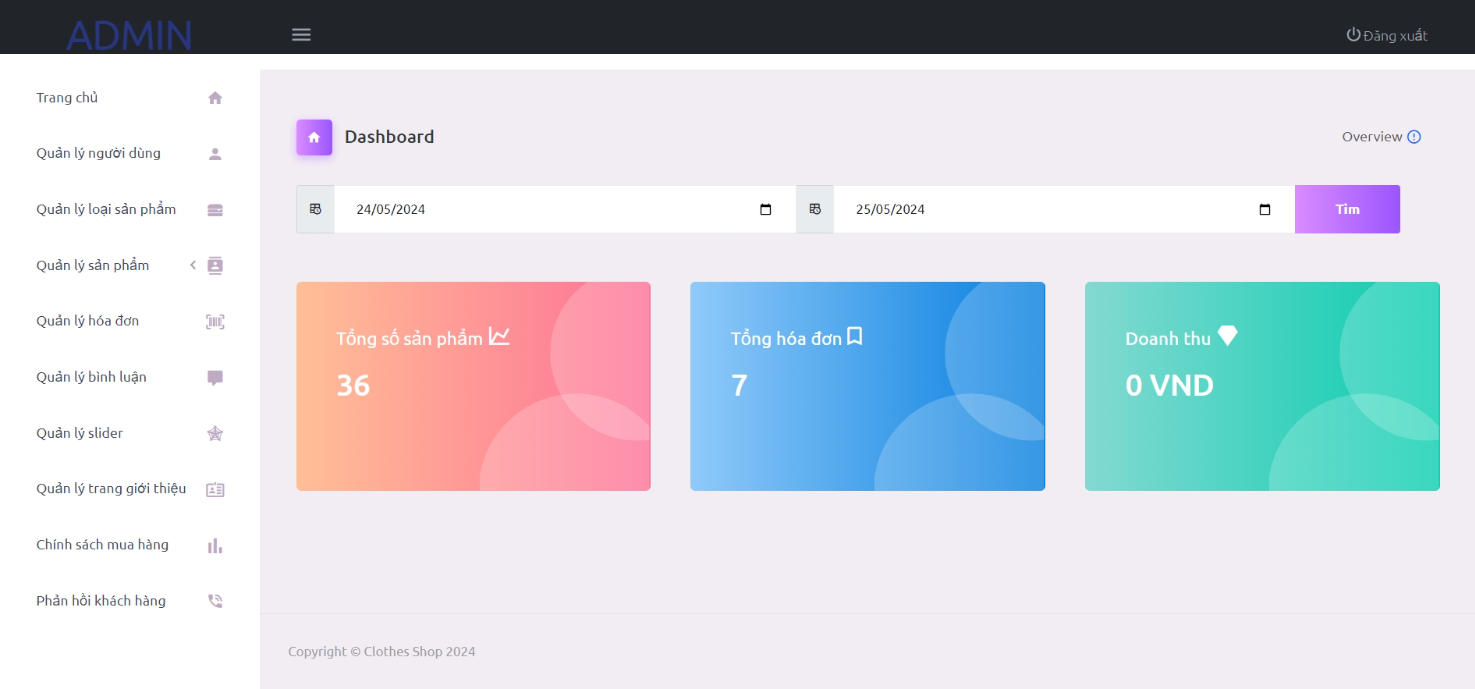 ADMIN
Đăng xuất
Trang chủ
Quản lý người dùng
Quản lý loại sản phẩm
Quản lý sản phẩm
Quản lý hóa đơn
Quản lý bình luận
Quản lý slider
Quản lý trang giới thiệu
Chính sách mua hàng
Phản hồi khách hàng
Dashboard
Overview
24/05/2024
25/05/2024
Tìm
Tổng số sản phẩm
36
Tổng hóa đơn
7
Doanh thu
0 VND
Copyright © Clothes Shop 2024